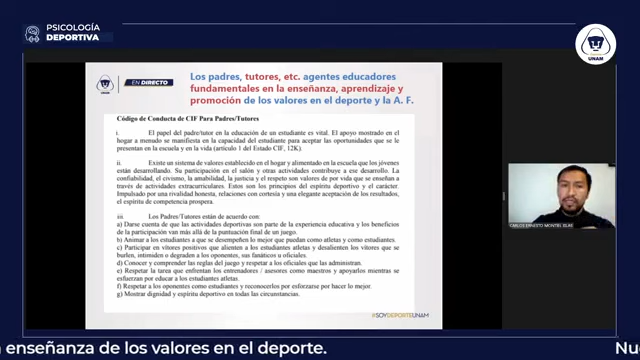 PSICOLOGÍA
DEPORTIVA
UNAM
UNAM
EN DIRECTO
Los padres, tutores, etc. agentes educadores
fundamentales en la enseñanza, aprendizaje y
promoción de los valores en el deporte y la A. F.
Código de Conducta de CIF Para Padres/Tutores
i. El papel del padre/tutor en la educación de un estudiante es vital. El apoyo mostrado en el
hogar a menudo se manifiesta en la capacidad del estudiante para aceptar las oportunidades que se le
presentan en la escuela y en la vida (artículo 1 del Estado CIF, 12K).
ii. Existe un sistema de valores establecido en el hogar y alimentado en la escuela que los jóvenes
están desarrollando. Su participación en el salón y otras actividades contribuye a ese desarrollo. La
confiabilidad, el civismo, la amabilidad, la justicia y el respeto son valores de por vida que se enseñan a
través de actividades extracurriculares. Estos son los principios del espíritu deportivo y el carácter.
Impulsado por una rivalidad honesta, relaciones con cortesía y una elegante aceptación de los resultados,
el espíritu de competencia prospera.
iii. Los Padres/Tutores están de acuerdo con:
a) Darse cuenta de que las actividades deportivas son parte de la experiencia educativa y los beneficios
de la participación van más allá de la puntuación final de un juego.
b) Animar a los estudiantes a que se desempeñen lo mejor que puedan como atletas y como estudiantes.
c) Participar en vítores positivos que alienten a los estudiantes atletas y desalienten los vítores que se
burlen, intimiden o degraden a los oponentes, sus fanáticos u oficiales.
d) Conocer y comprender las reglas del juego y respetar a los oficiales que las administran.
e) Respetar la tarea que enfrentan los entrenadores / asesores como maestros y apoyarlos mientras se
esfuerzan por educar a los estudiantes atletas.
f) Respetar a los oponentes como estudiantes y reconocerlos por esforzarse por hacer lo mejor.
g) Mostrar dignidad y espíritu deportivo en todas las circunstancias.
#SOYDEPORTEUNAM
CARLOS ERNESTO MONTIEL ISLAS
enseñanza de los valores en el deporte.
Nu